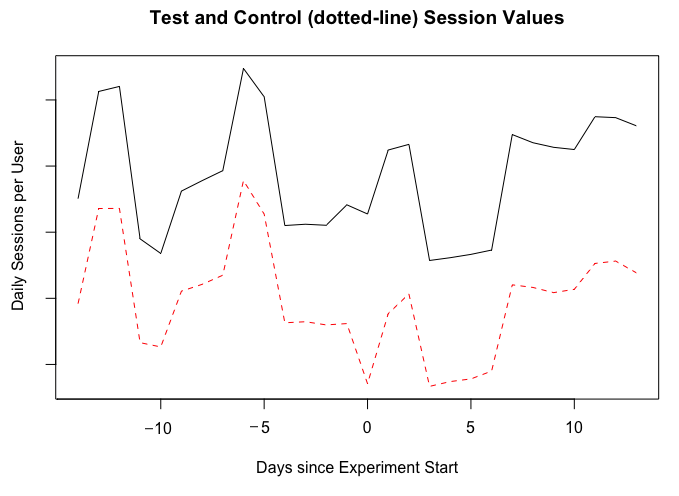 Test and Control (dotted-line) Session Values
Daily Sessions per User
−10 −5 0 5 10
Days since Experiment Start